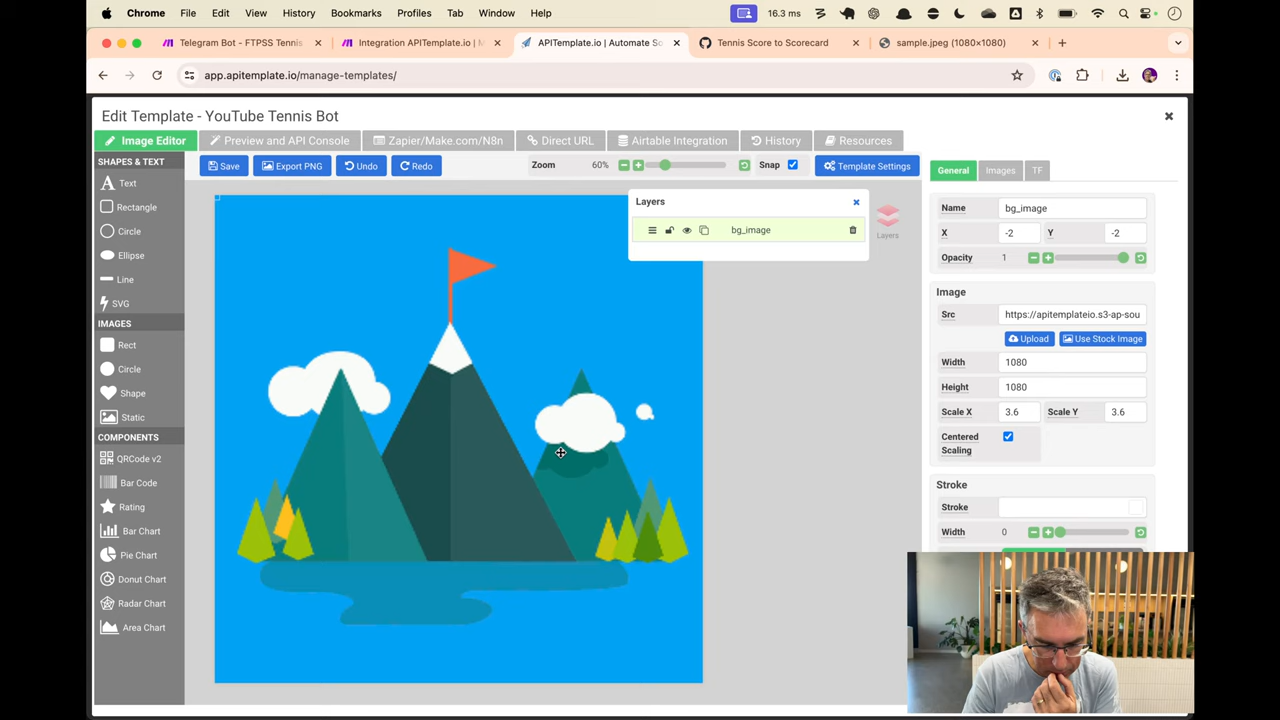 Chrome File Edit View History Bookmarks Profiles Tab Window Help 16.3 ms
Telegram Bot - FTPSS Tennis
Integration APITemplate.io | M
APITemplate.io | Automate So
Tennis Score to Scorecard
sample.jpeg (1080×1080)
app.apitemplate.io/manage-templates/
Edit Template - YouTube Tennis Bot
Image Editor
Preview and API Console
Zapier/Make.com/N8n
Direct URL
Airtable Integration
History
Resources
SHAPES & TEXT
Text
Rectangle
Circle
Ellipse
Line
SVG
IMAGES
Rect
Circle
Shape
Static
COMPONENTS
QRCode v2
Bar Code
Rating
Bar Chart
Pie Chart
Donut Chart
Radar Chart
Area Chart
Save Export PNG Undo Redo Zoom 60% Snap Template Settings
Layers
bg_image
Layers
General Images TF
Name bg_image
X -2 Y -2
Opacity 1
Image
Src https://apitemplateio.s3-ap-sou
Upload Use Stock Image
Width 1080
Height 1080
Scale X 3.6 Scale Y 3.6
Centered
Scaling
Stroke
Stroke
Width 0